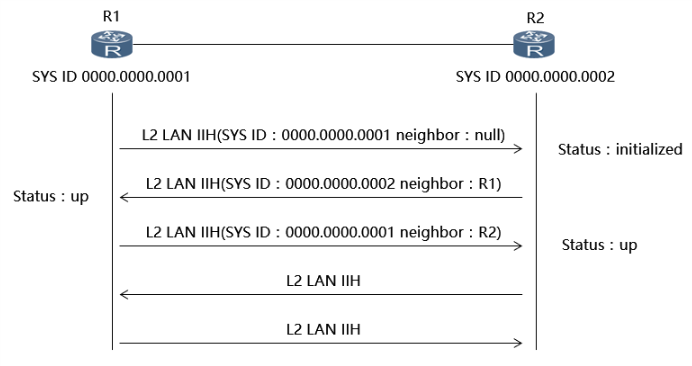 R1
R2
R
R
SYS ID 0000.0000.0001
SYS ID 0000.0000.0002
L2 LAN IIH(SYS ID : 0000.0000.0001 neighbor : null)
Status : initialized
L2 LAN IIH(SYS ID : 0000.0000.0002 neighbor : R1)
Status : up
L2 LAN IIH(SYS ID : 0000.0000.0001 neighbor : R2)
Status : up
L2 LAN IIH
L2 LAN IIH